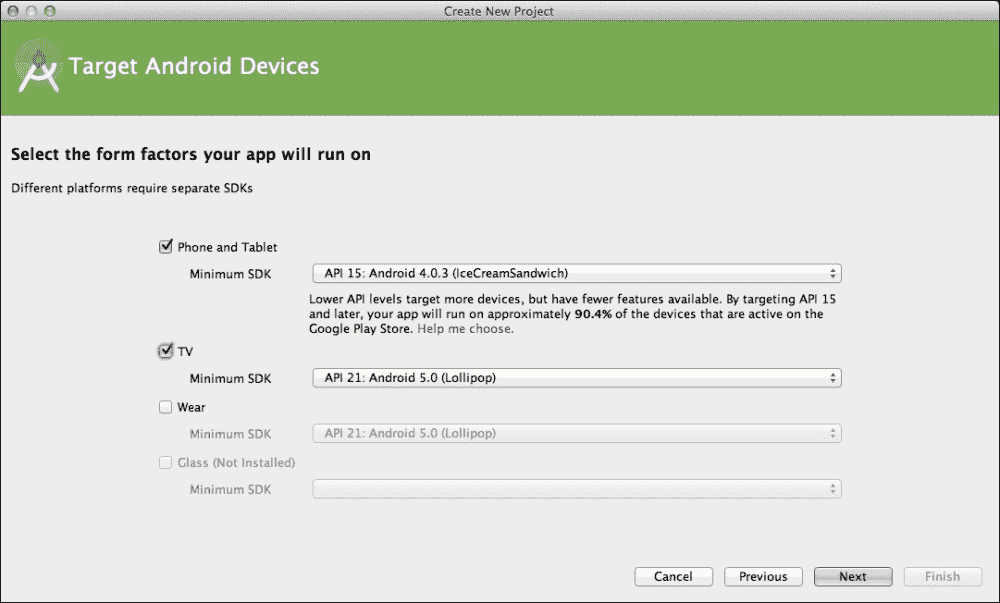 Create New Project
Target Android Devices
Select the form factors your app will run on
Different platforms require separate SDKs
Phone and Tablet
Minimum SDK API 15: Android 4.0.3 (IceCreamSandwich)
Lower API levels target more devices, but have fewer features available. By targeting API 15
and later, your app will run on approximately 90.4% of the devices that are active on the
Google Play Store. Help me choose.
TV
Minimum SDK API 21: Android 5.0 (Lollipop)
Wear
Minimum SDK API 21: Android 5.0 (Lollipop)
Glass (Not Installed)
Minimum SDK
Cancel Previous Next Finish